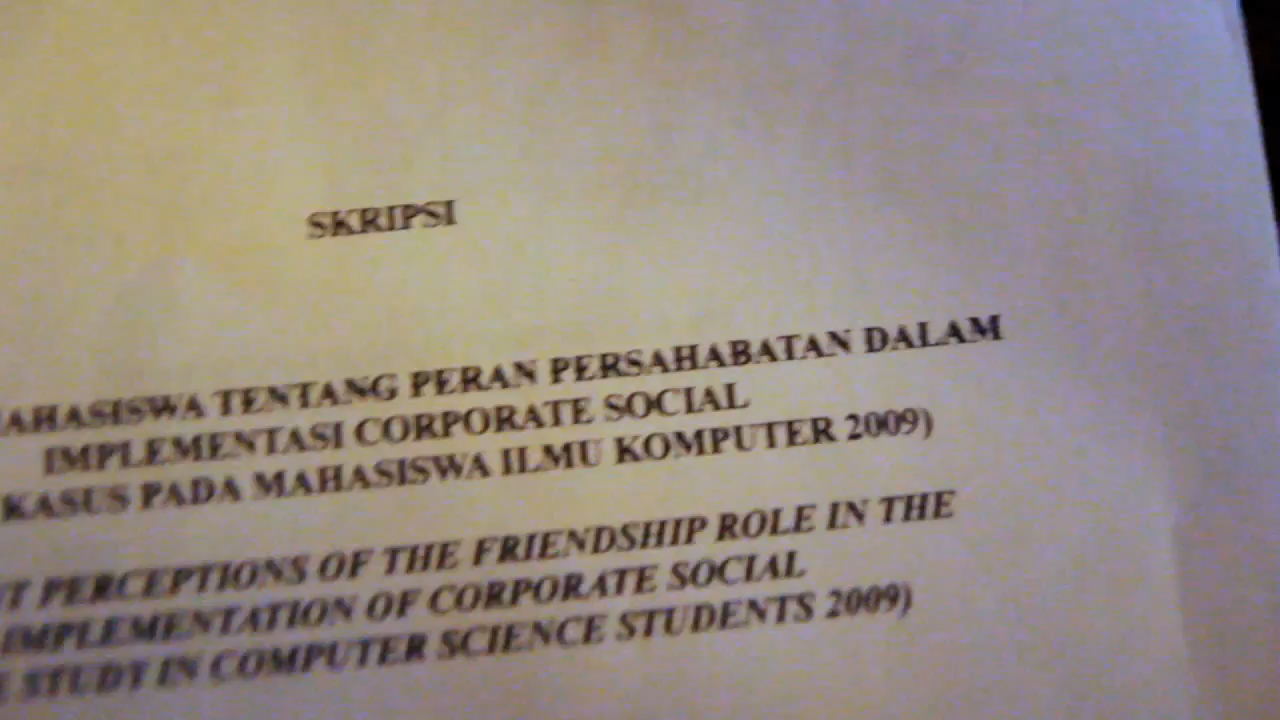 SKRIPSI
MAHASISWA TENTANG PERAN PERSAHABATAN DALAM
IMPLEMENTASI CORPORATE SOCIAL
KASUS PADA MAHASISWA ILMU KOMPUTER 2009)
PERCEPTIONS OF THE FRIENDSHIP ROLE IN THE
IMPLEMENTATION OF CORPORATE SOCIAL
STUDY IN COMPUTER SCIENCE STUDENTS 2009)